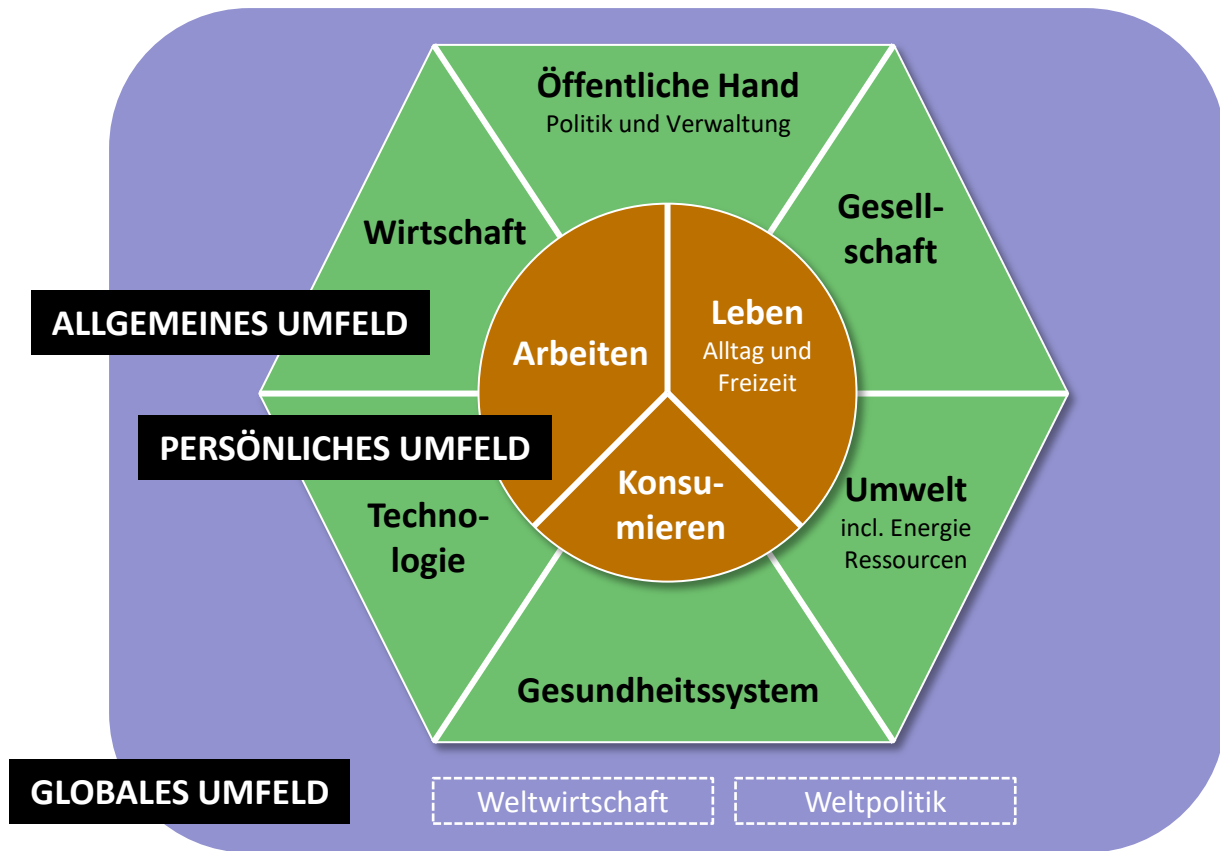 Öffentliche Hand
Politik und Verwaltung
Wirtschaft
Gesell-
schaft
ALLGEMEINES UMFELD
Arbeiten
Leben
Alltag und
Freizeit
PERSÖNLICHES UMFELD
Konsu-
mieren
Techno-
logie
Umwelt
incl. Energie
Ressourcen
Gesundheitssystem
GLOBALES UMFELD
Weltwirtschaft
Weltpolitik